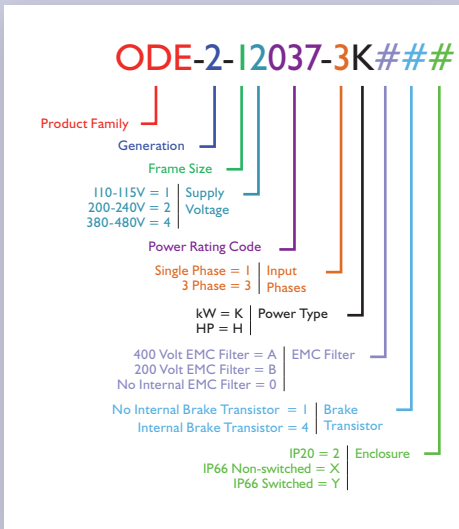 ODE-2-12037-3K###
Product Family
Generation
Frame Size
110-115V = 1
200-240V = 2
380-480V = 4
Supply
Voltage
Power Rating Code
Single Phase = 1
3 Phase = 3
Input
Phases
kW = K
HP = H
Power Type
400 Volt EMC Filter = A
200 Volt EMC Filter = B
No Internal EMC Filter = 0
EMC Filter
No Internal Brake Transistor = 1
Internal Brake Transistor = 4
Brake
Transistor
IP20 = 2
IP66 Non-switched = X
IP66 Switched = Y
Enclosure